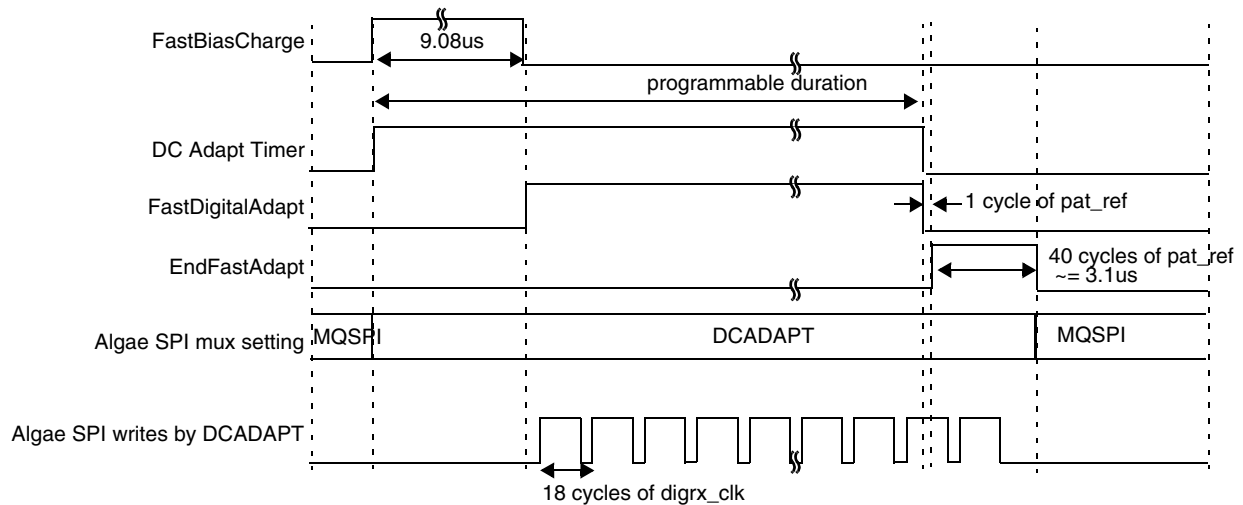 FastBiasCharge
9.08us
programmable duration
DC Adapt Timer
FastDigitalAdapt
1 cycle of pat_ref
EndFastAdapt
40 cycles of pat_ref
~= 3.1us
Algae SPI mux setting
MQSPI
DCADAPT
MQSPI
Algae SPI writes by DCADAPT
18 cycles of digrx_clk